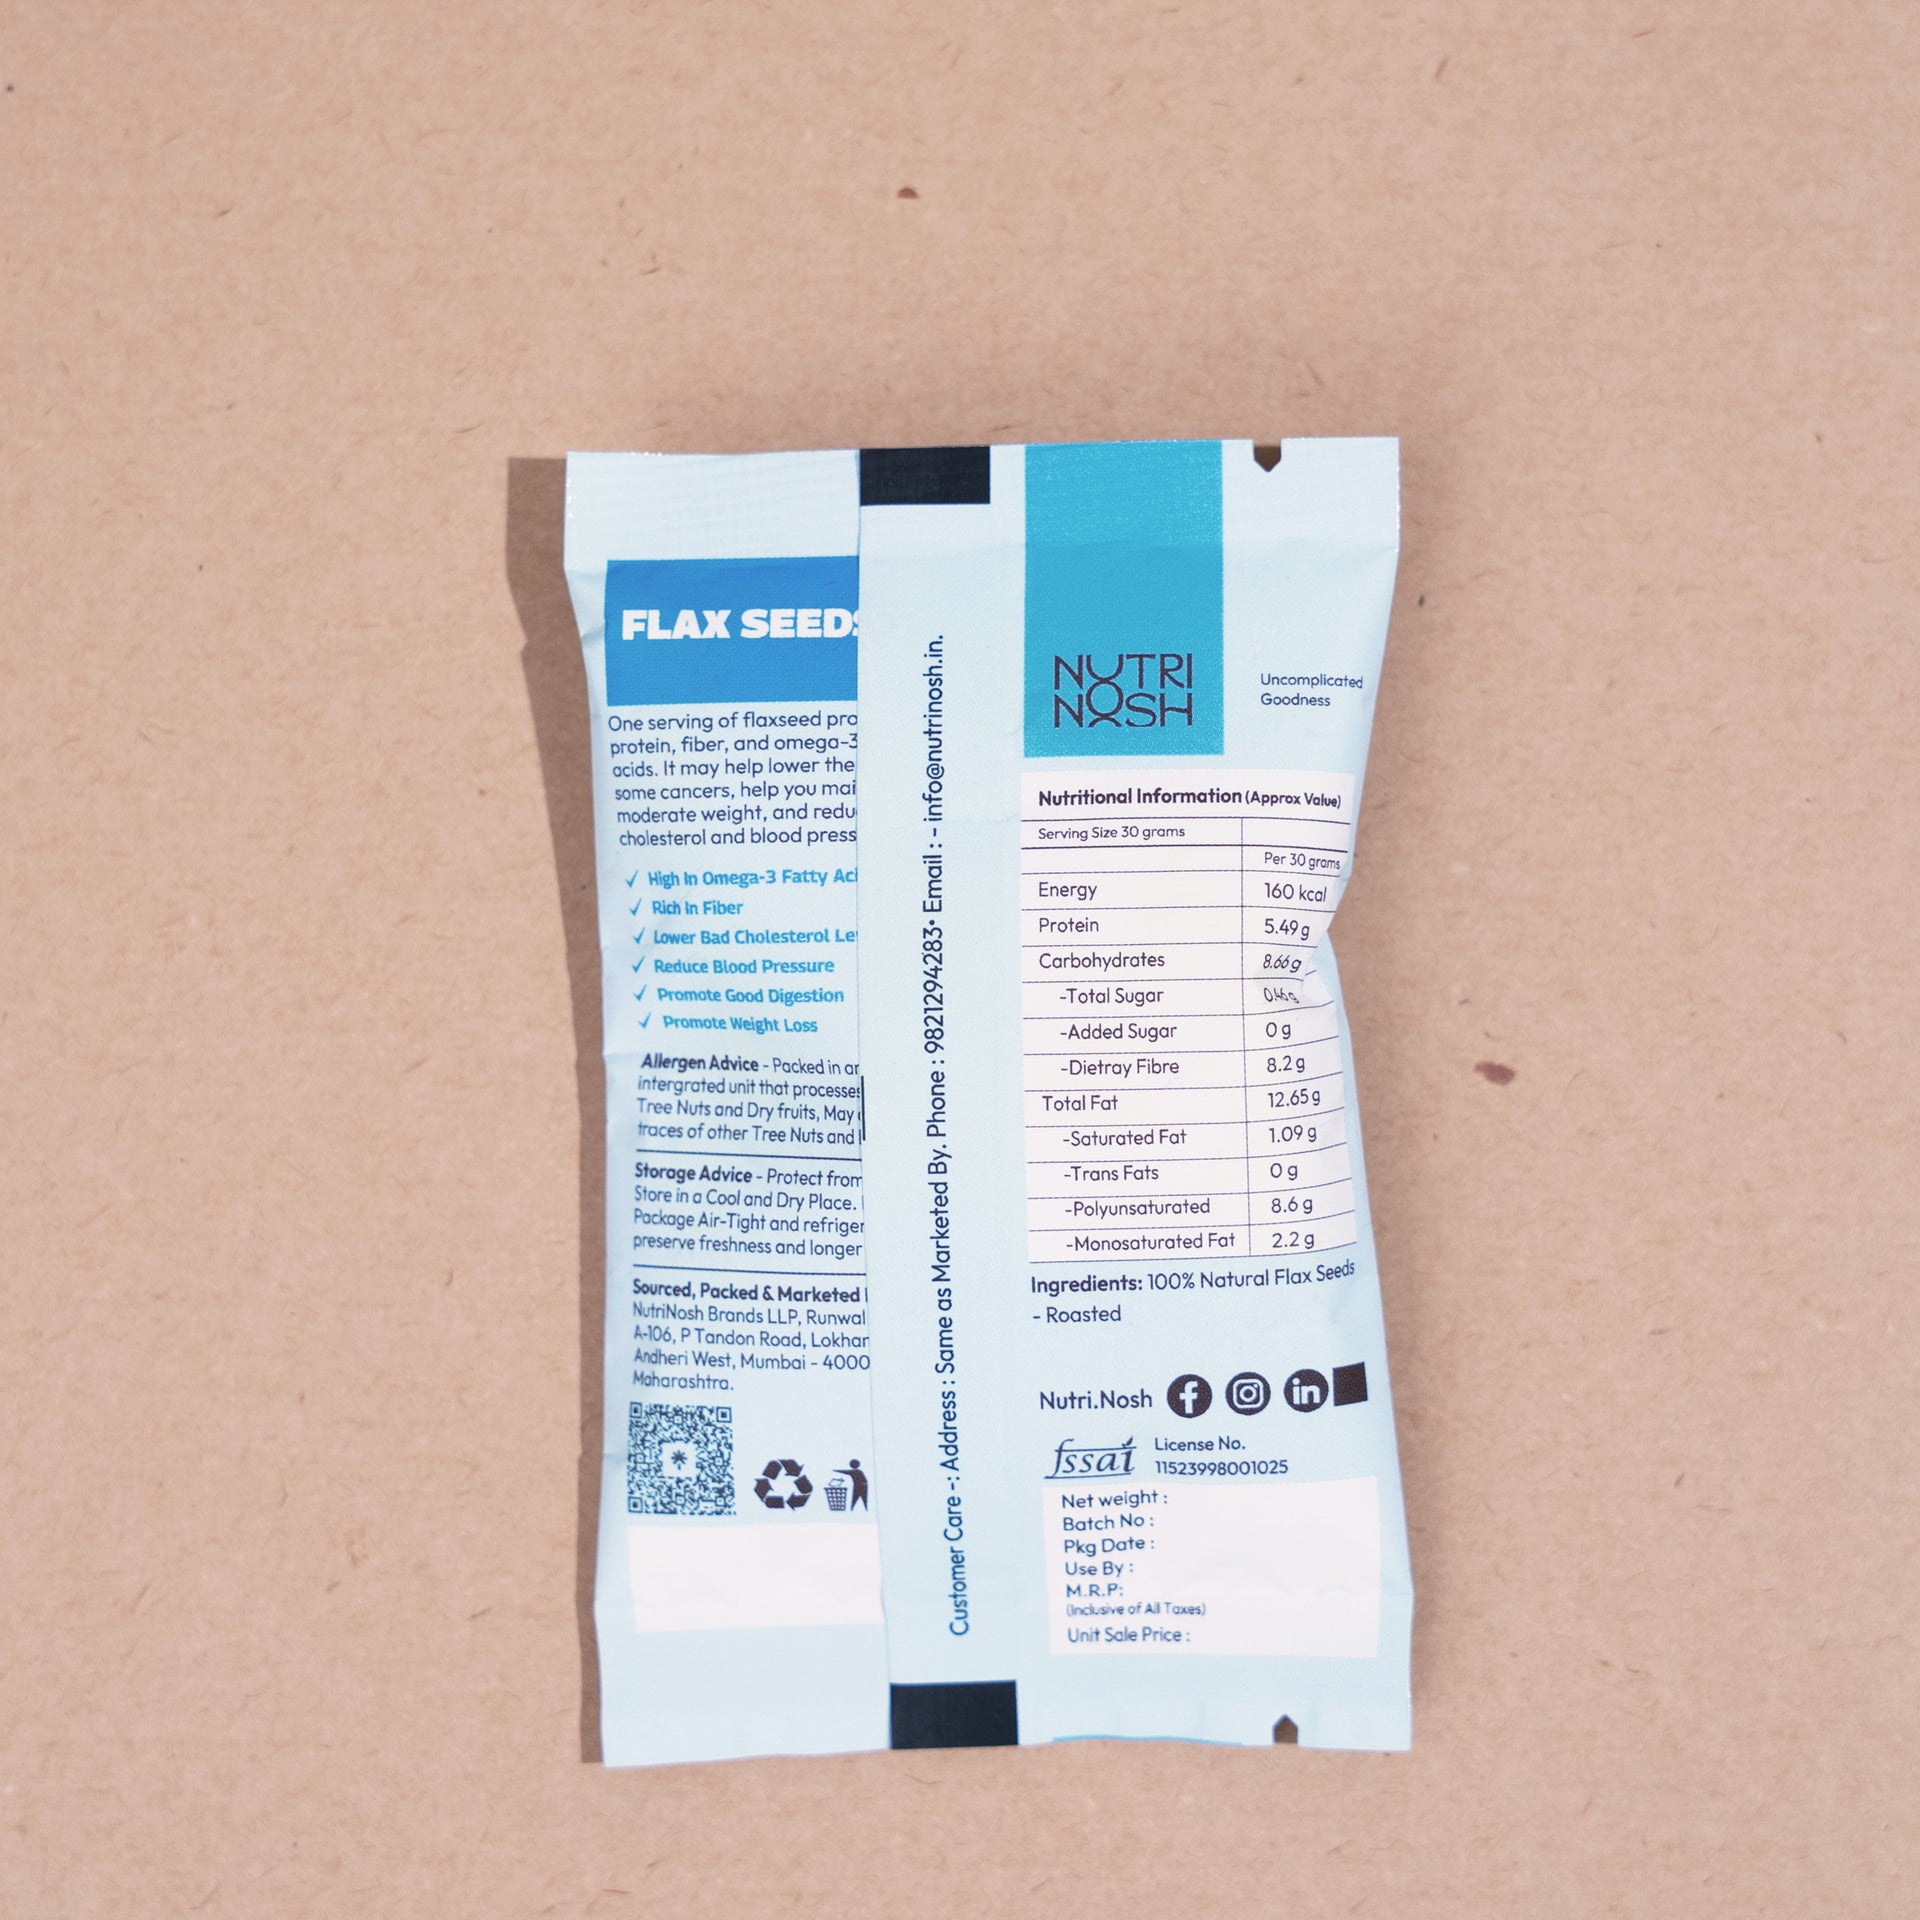 FLAX SEEDS
One serving of flaxseed pro
protein, fiber, and omega-3
acids. It may help lower the
some cancers, help you mai
moderate weight, and redu
cholesterol and blood press
✓ High In Omega-3 Fatty Aci
✓ Rich In Fiber
✓ Lower Bad Cholesterol Le
✓ Reduce Blood Pressure
✓ Promote Good Digestion
✓ Promote Weight Loss
Allergen Advice - Packed in an
intergrated unit that processes
Tree Nuts and Dry fruits, May
traces of other Tree Nuts and
Storage Advice - Protect from
Store in a Cool and Dry Place.
Package Air-Tight and refriger
preserve freshness and longer
Sourced, Packed & Marketed
NutriNosh Brands LLP, Runwal
A-106, P Tandon Road, Lokhan
Andheri West, Mumbai - 4000
Maharashtra.
Customer Care -: Address : Same as Marketed By. Phone : 9821294283• Email : - info@nutrinosh.in.
NUTRI
NOSH
Uncomplicated
Goodness
Nutritional Information (Approx Value)
Serving Size 30 grams
Per 30 grams
Energy 160 kcal
Protein 5.49 g
Carbohydrates 8.66 g
-Total Sugar 0.46 g
-Added Sugar 0 g
-Dietray Fibre 8.2 g
Total Fat 12.65 g
-Saturated Fat 1.09 g
-Trans Fats 0 g
-Polyunsaturated 8.6 g
-Monosaturated Fat 2.2 g
Ingredients: 100% Natural Flax Seeds
- Roasted
Nutri.Nosh f in
fssai License No.
11523998001025
Net weight :
Batch No :
Pkg Date :
Use By :
M.R.P:
(Inclusive of All Taxes)
Unit Sale Price :